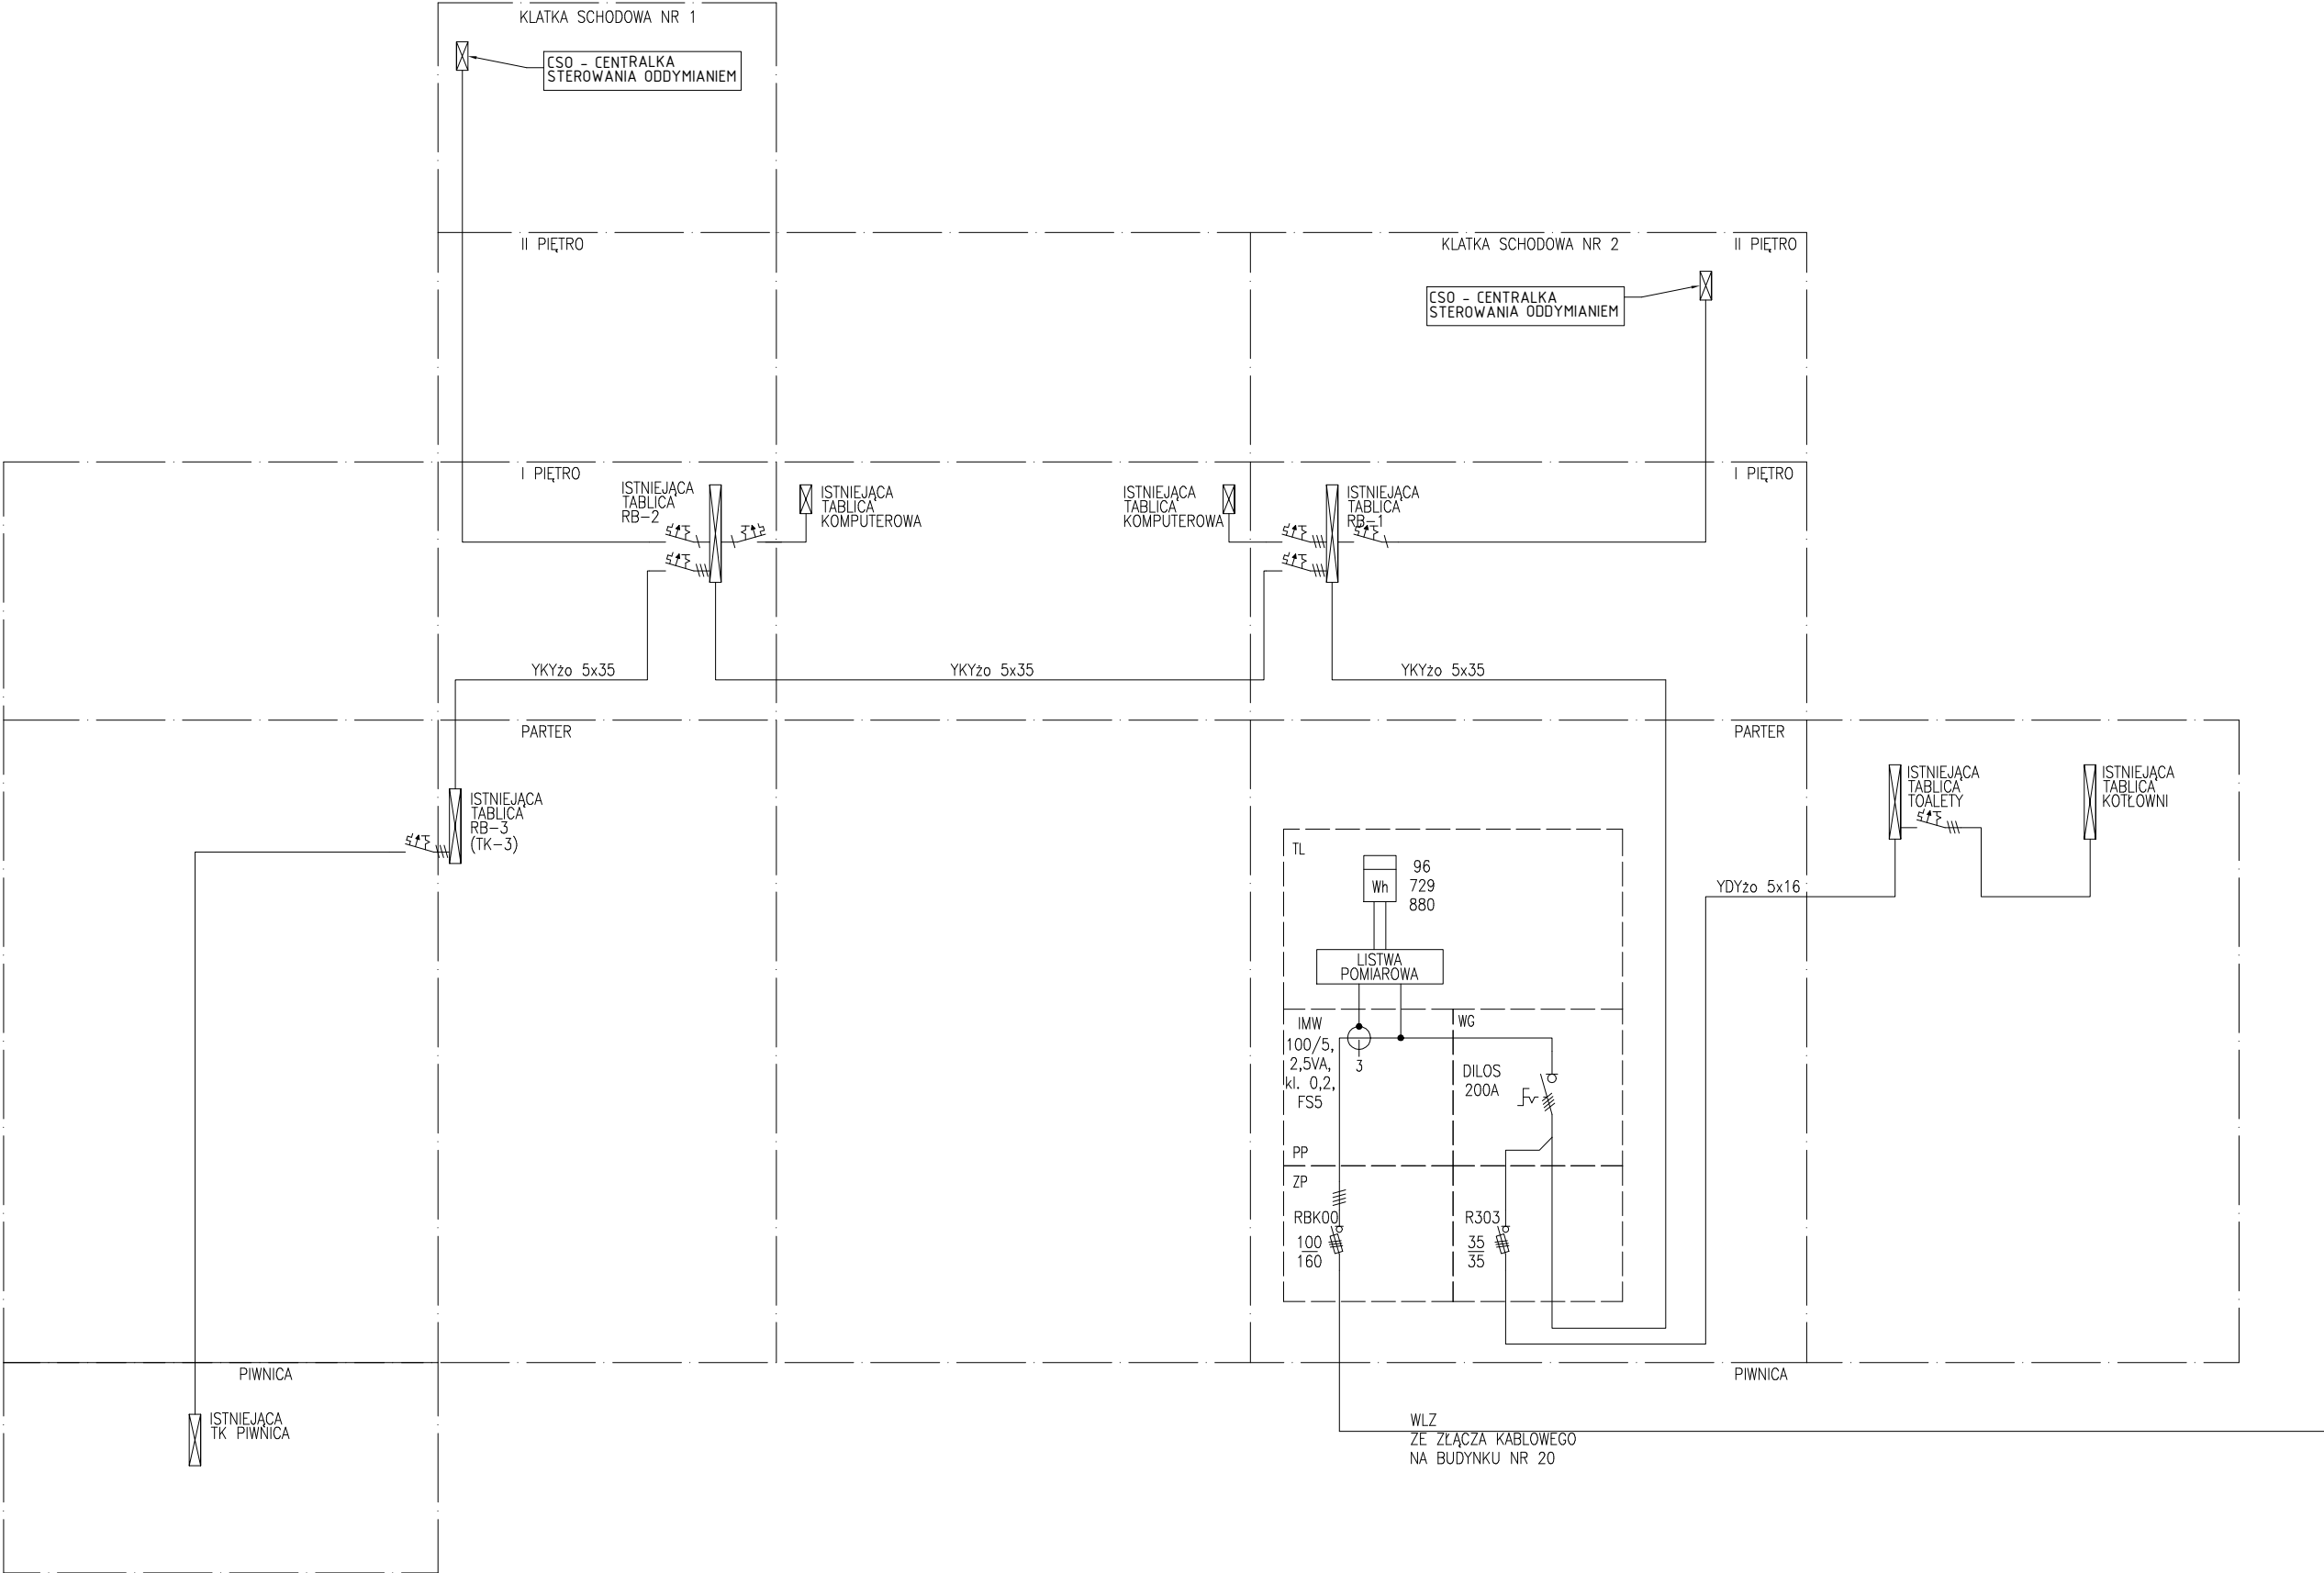 KLATKA SCHODOWA NR 1
CSO - CENTRALKA
STEROWANIA ODDYMIANIEM
II PIĘTRO
KLATKA SCHODOWA NR 2
II PIĘTRO
CSO - CENTRALKA
STEROWANIA ODDYMIANIEM
I PIĘTRO
I PIĘTRO
ISTNIEJĄCA
TABLICA
RB-2
ISTNIEJĄCA
TABLICA
KOMPUTEROWA
ISTNIEJĄCA
TABLICA
KOMPUTEROWA
ISTNIEJĄCA
TABLICA
RB-1
YKYżo 5x35
YKYżo 5x35
YKYżo 5x35
PARTER
PARTER
ISTNIEJĄCA
TABLICA
RB-3
(TK-3)
ISTNIEJĄCA
TABLICA
TOALETY
ISTNIEJĄCA
TABLICA
KOTŁOWNI
YDYżo 5x16
TL
Wh
96
729
880
LISTWA
POMIAROWA
IMW
100/5,
2,5VA,
kl. 0,2,
FS5
3
WG
DILOS
200A
PP
ZP
RBK00
100
160
R303
35
35
PIWNICA
PIWNICA
ISTNIEJĄCA
TK PIWNICA
WLZ
ZE ZŁĄCZA KABLOWEGO
NA BUDYNKU NR 20